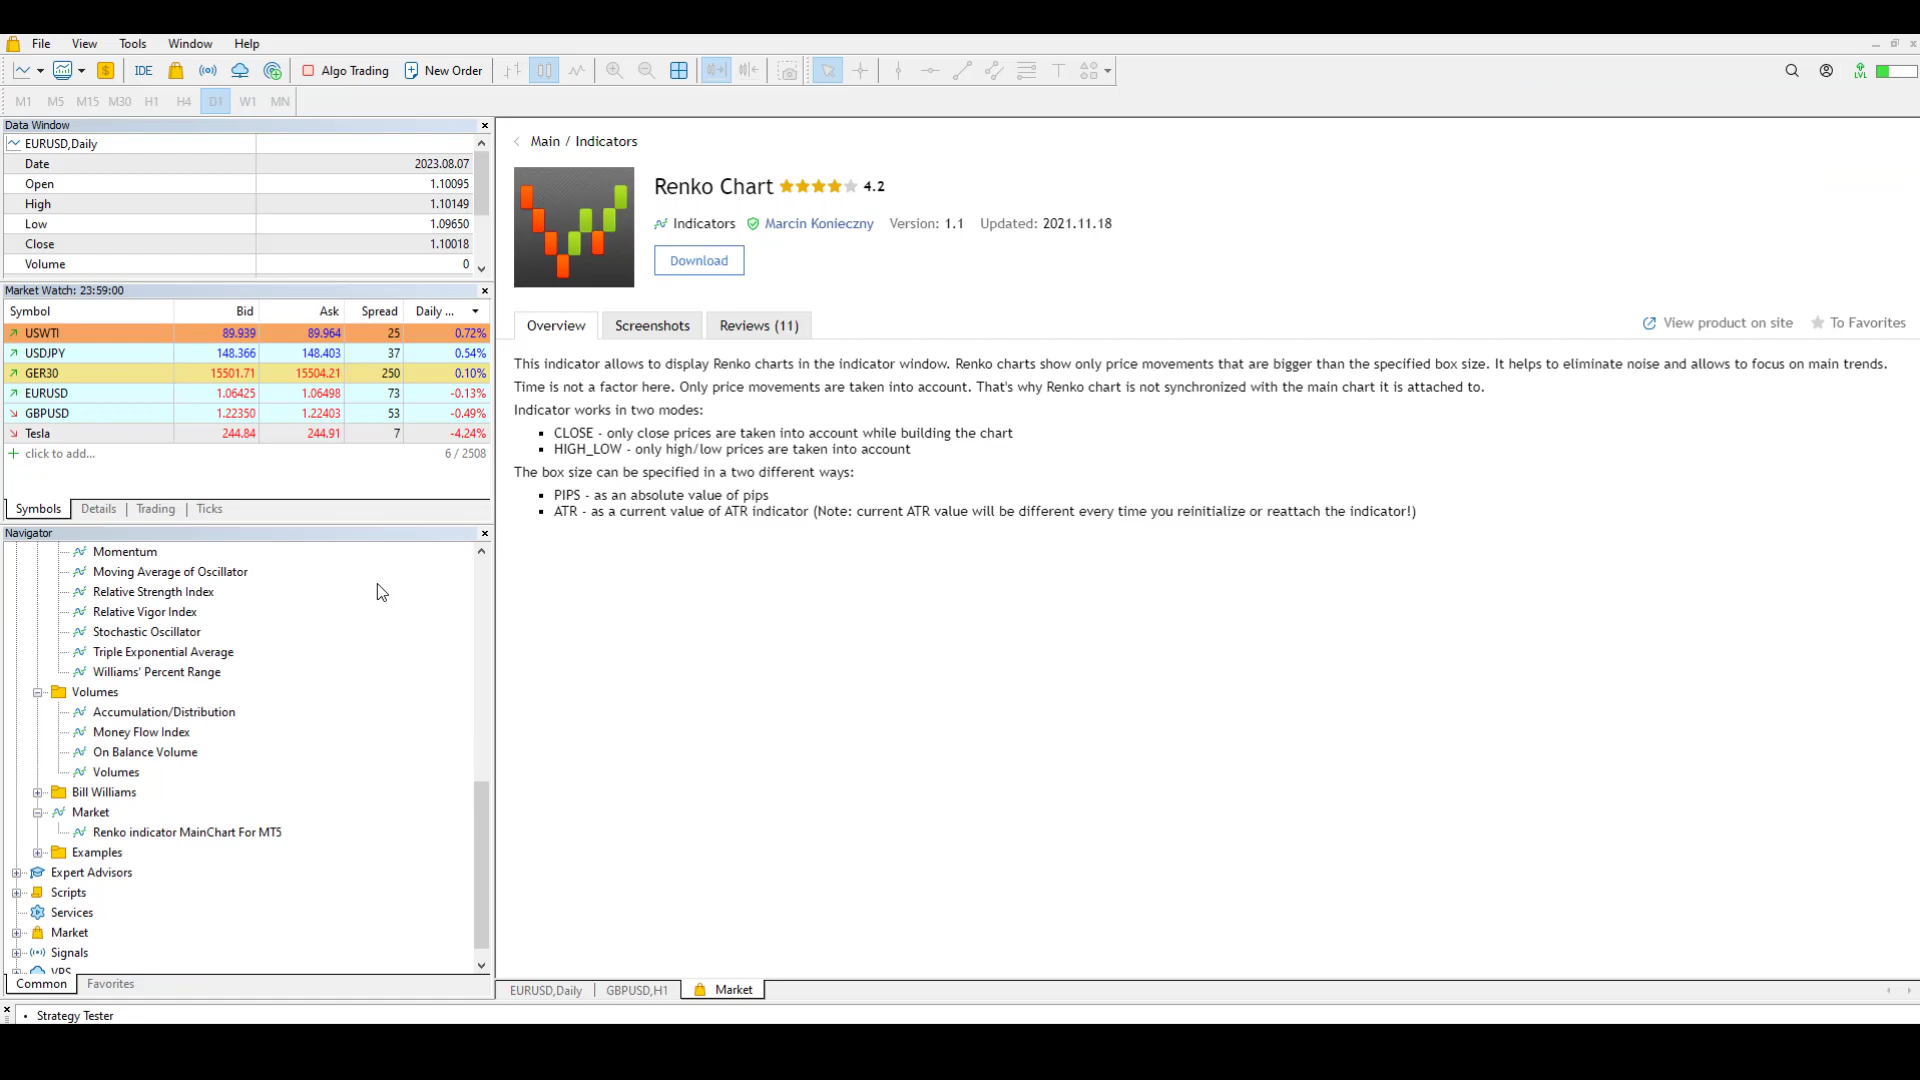 File View Tools Window Help
IDE Algo Trading New Order LVL
M1 M5 M15 M30 H1 H4 D1 W1 MN
Data Window
EURUSD,Daily
Date 2023.08.07
Open 1.10095
High 1.10149
Low 1.09650
Close 1.10018
Volume 0
Market Watch: 23:59:00
Symbol Bid Ask Spread Daily ...
USWTI 89.939 89.964 25 0.72%
USDJPY 148.366 148.403 37 0.54%
GER30 15501.71 15504.21 250 0.10%
EURUSD 1.06425 1.06498 73 -0.13%
GBPUSD 1.22350 1.22403 53 -0.49%
Tesla 244.84 244.91 7 -4.24%
click to add... 6 / 2508
Symbols Details Trading Ticks
Navigator
Momentum
Moving Average of Oscillator
Relative Strength Index
Relative Vigor Index
Stochastic Oscillator
Triple Exponential Average
Williams' Percent Range
Volumes
Accumulation/Distribution
Money Flow Index
On Balance Volume
Volumes
Bill Williams
Market
Renko indicator MainChart For MT5
Examples
Expert Advisors
Scripts
Services
Market
Signals
VPS
Common Favorites
Main / Indicators
Renko Chart 4.2
Indicators Marcin Konieczny Version: 1.1 Updated: 2021.11.18
Download
Overview Screenshots Reviews (11) View product on site To Favorites
This indicator allows to display Renko charts in the indicator window. Renko charts show only price movements that are bigger than the specified box size. It helps to eliminate noise and allows to focus on main trends.
Time is not a factor here. Only price movements are taken into account. That's why Renko chart is not synchronized with the main chart it is attached to.
Indicator works in two modes:
CLOSE - only close prices are taken into account while building the chart
HIGH_LOW - only high/low prices are taken into account
The box size can be specified in a two different ways:
PIPS - as an absolute value of pips
ATR - as a current value of ATR indicator (Note: current ATR value will be different every time you reinitialize or reattach the indicator!)
EURUSD,Daily GBPUSD,H1 Market
Strategy Tester